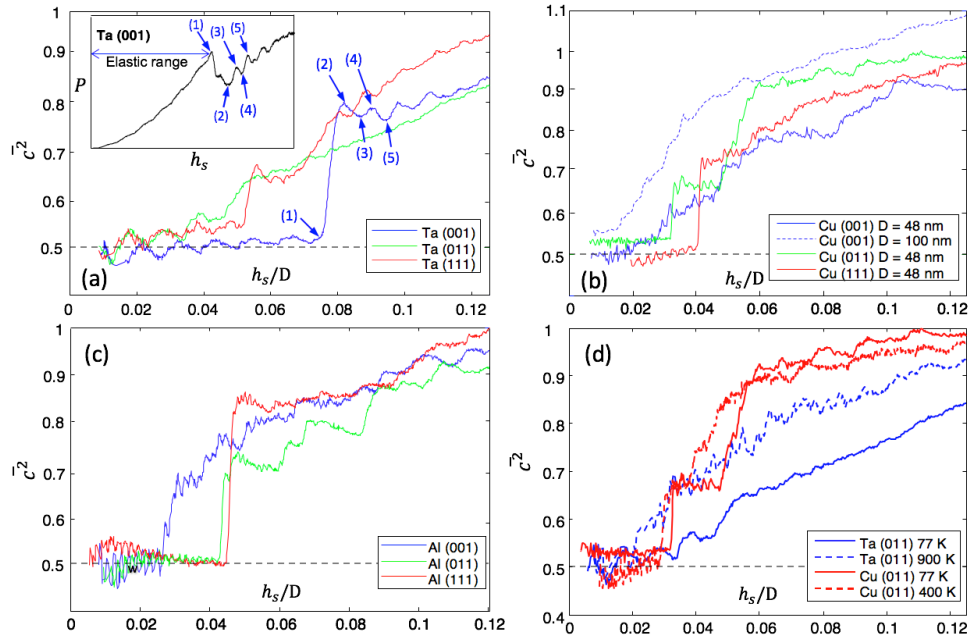 (a)
Ta (001)
Elastic range
P
h_s
(1)
(3)
(5)
(2)
(4)
(2)
(4)
(3)
(5)
(1)
1
0.9
0.8
0.7
0.6
0.5
c̄²
Ta (001)
Ta (011)
Ta (111)
0 0.02 0.04 0.06 0.08 0.1 0.12
h_s/D
(b)
1.1
1
0.9
0.8
0.7
0.6
0.5
c̄²
Cu (001) D = 48 nm
Cu (001) D = 100 nm
Cu (011) D = 48 nm
Cu (111) D = 48 nm
0 0.02 0.04 0.06 0.08 0.1 0.12
h_s/D
(c)
1
0.9
0.8
0.7
0.6
0.5
c̄²
w
Al (001)
Al (011)
Al (111)
0 0.02 0.04 0.06 0.08 0.1 0.12
h_s/D
(d)
1
0.9
0.8
0.7
0.6
0.5
0.4
c̄²
Ta (011) 77 K
Ta (011) 900 K
Cu (011) 77 K
Cu (011) 400 K
0 0.02 0.04 0.06 0.08 0.1 0.12
h_s/D